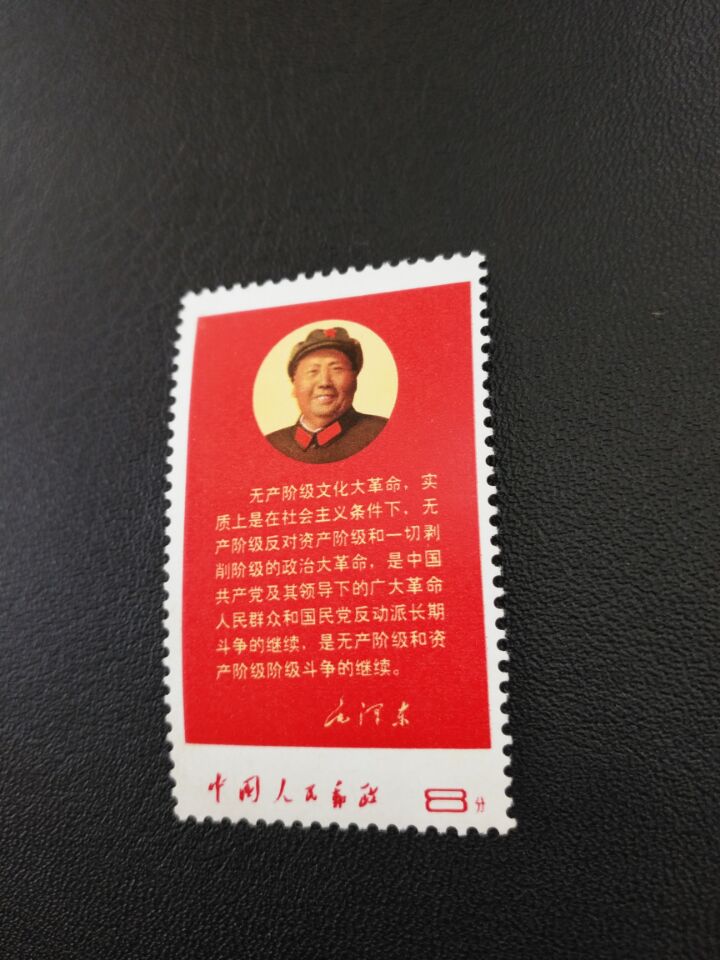 无产阶级文化大革命，实
质上是在社会主义条件下，无
产阶级反对资产阶级和一切剥
削阶级的政治大革命，是中国
共产党及其领导下的广大革命
人民群众和国民党反动派长期
斗争的继续，是无产阶级和资
产阶级阶级斗争的继续。
毛泽东
中国人民邮政 8分